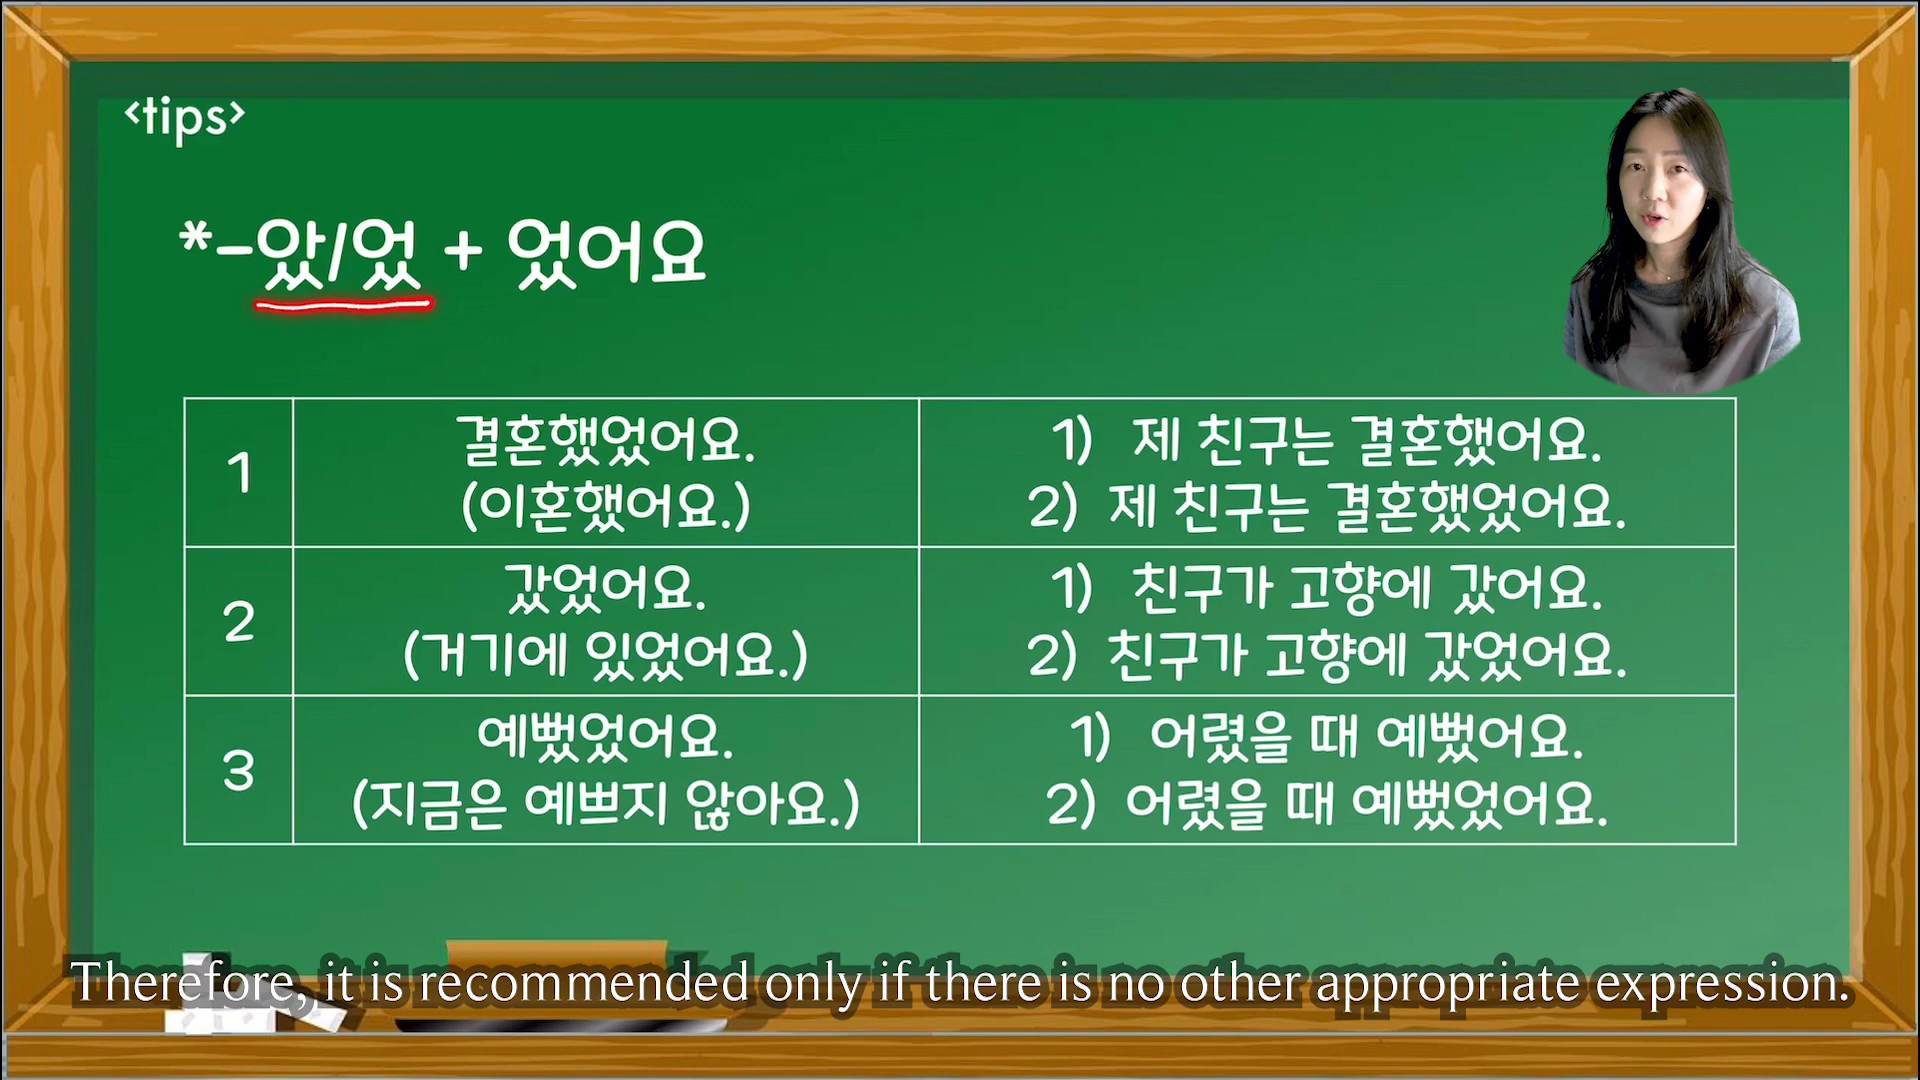 <tips>
*-았/었 + 었어요
1
결혼했었어요.
(이혼했어요.)
1) 제 친구는 결혼했어요.
2) 제 친구는 결혼했었어요.
2
갔었어요.
(거기에 있었어요.)
1) 친구가 고향에 갔어요.
2) 친구가 고향에 갔었어요.
3
예뻤었어요.
(지금은 예쁘지 않아요.)
1) 어렸을 때 예뻤어요.
2) 어렸을 때 예뻤었어요.
Therefore, it is recommended only if there is no other appropriate expression.